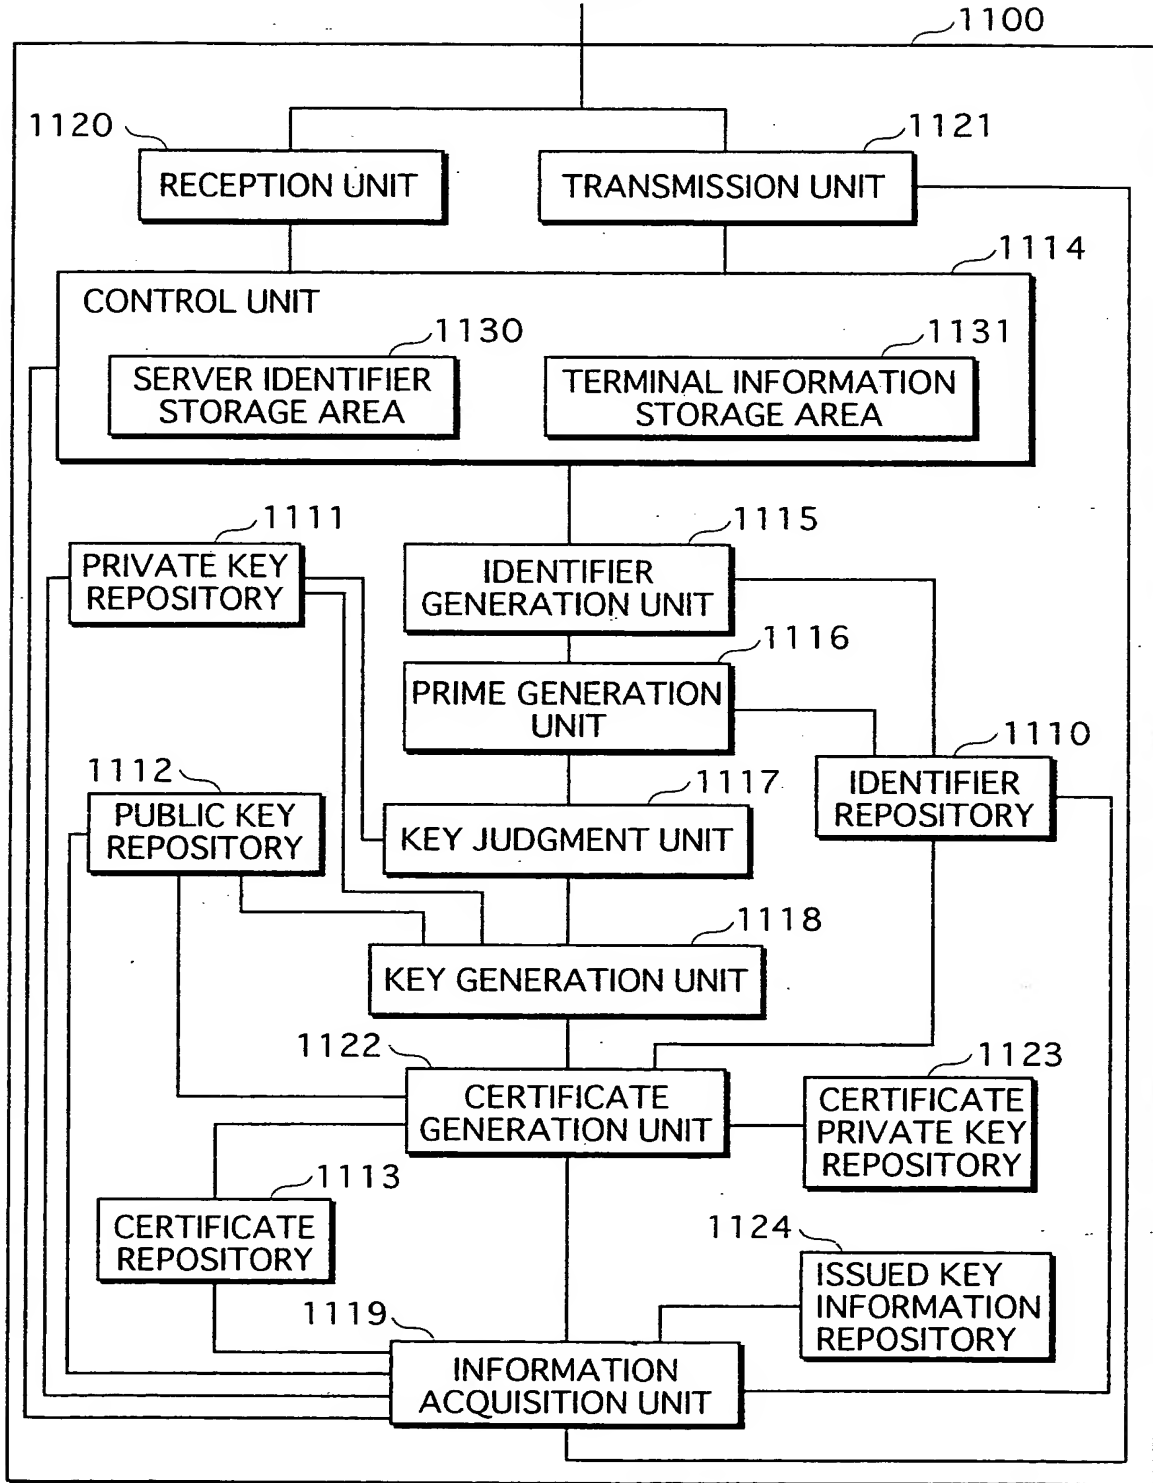 1100
1120
1121
RECEPTION UNIT
TRANSMISSION UNIT
1114
CONTROL UNIT
1130
1131
SERVER IDENTIFIER
STORAGE AREA
TERMINAL INFORMATION
STORAGE AREA
1111
1115
PRIVATE KEY
REPOSITORY
IDENTIFIER
GENERATION UNIT
1116
PRIME GENERATION
UNIT
1110
1112
1117
IDENTIFIER
REPOSITORY
PUBLIC KEY
REPOSITORY
KEY JUDGMENT UNIT
1118
KEY GENERATION UNIT
1122
1123
CERTIFICATE
GENERATION UNIT
CERTIFICATE
PRIVATE KEY
REPOSITORY
1113
CERTIFICATE
REPOSITORY
1124
ISSUED KEY
INFORMATION
REPOSITORY
1119
INFORMATION
ACQUISITION UNIT